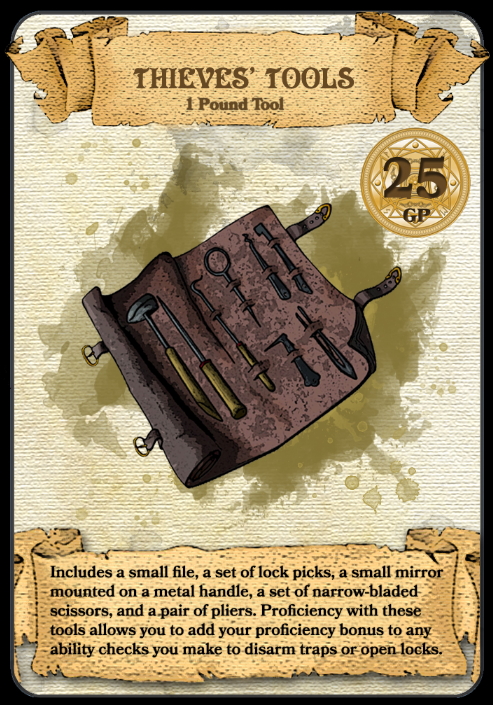 THIEVES' TOOLS
1 Pound Tool
25
GP
Includes a small file, a set of lock picks, a small mirror
mounted on a metal handle, a set of narrow-bladed
scissors, and a pair of pliers. Proficiency with these
tools allows you to add your proficiency bonus to any
ability checks you make to disarm traps or open locks.